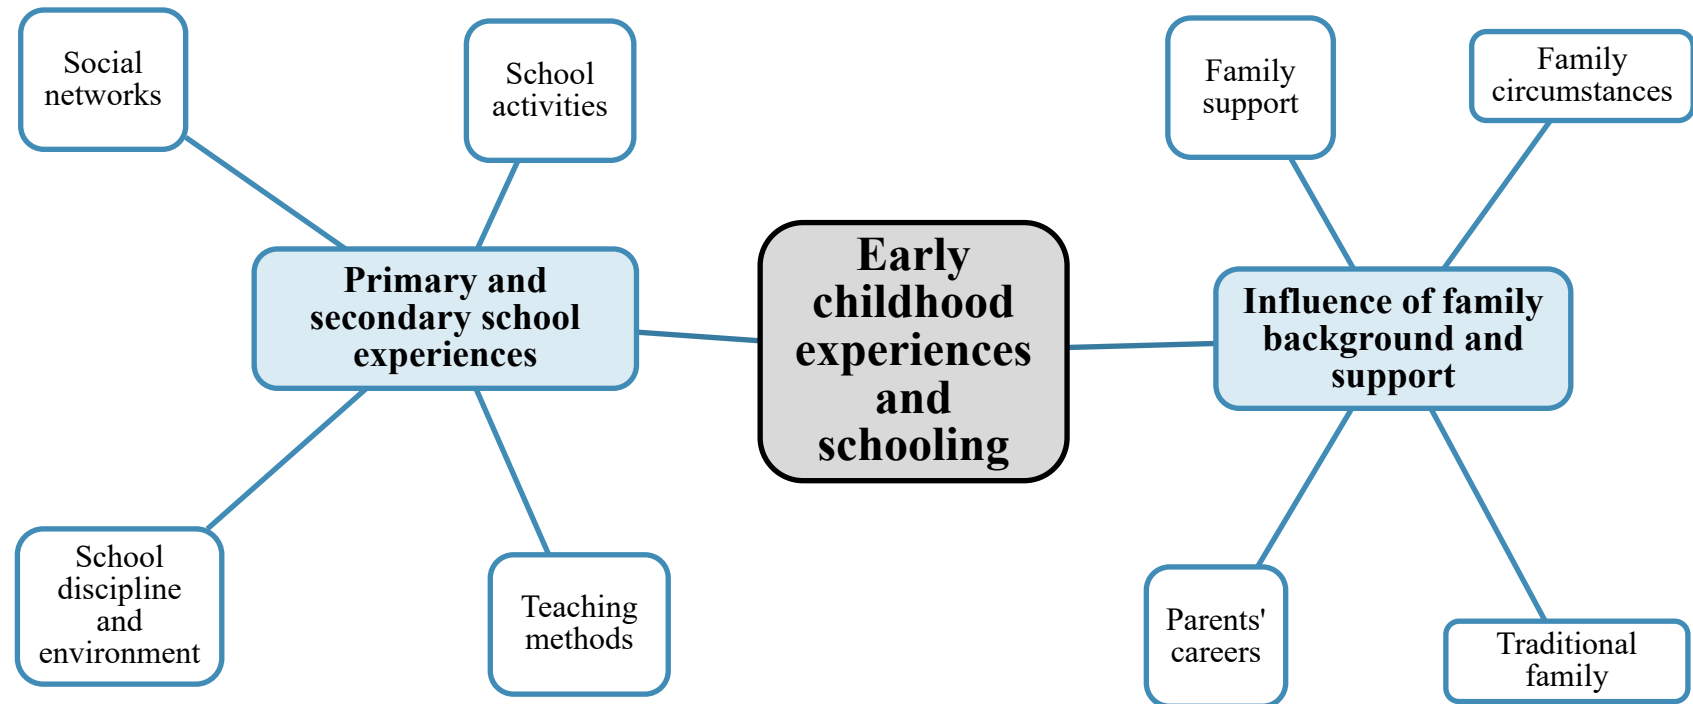 Social
networks
School
activities
Family
support
Family
circumstances
Primary and
secondary school
experiences
Early
childhood
experiences
and
schooling
Influence of family
background and
support
School
discipline
and
environment
Teaching
methods
Parents'
careers
Traditional
family